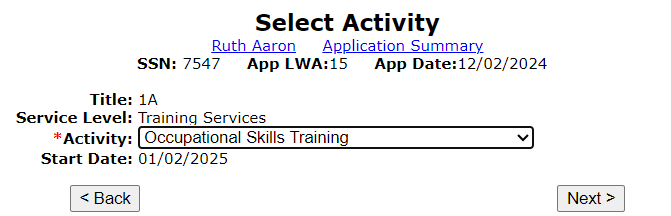 Select Activity
Ruth Aaron Application Summary
SSN: 7547 App LWA:15 App Date:12/02/2024
Title: 1A
Service Level: Training Services
*Activity: Occupational Skills Training
Start Date: 01/02/2025
< Back Next >